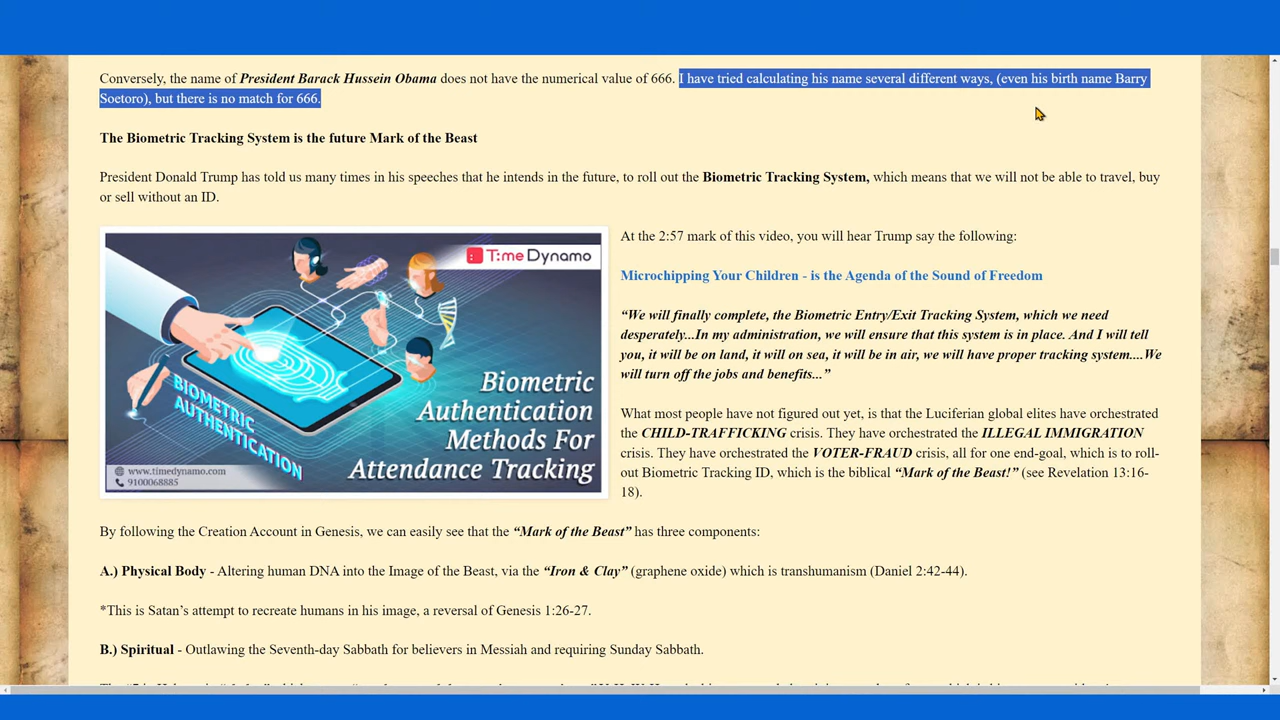 Conversely, the name of President Barack Hussein Obama does not have the numerical value of 666. I have tried calculating his name several different ways, (even his birth name Barry
Soetoro), but there is no match for 666.
The Biometric Tracking System is the future Mark of the Beast
President Donald Trump has told us many times in his speeches that he intends in the future, to roll out the Biometric Tracking System, which means that we will not be able to travel, buy
or sell without an ID.
T:me Dynamo
BIOMETRIC
AUTHENTICATION
Biometric
Authentication
Methods For
Attendance Tracking
www.timedynamo.com
9100068885
At the 2:57 mark of this video, you will hear Trump say the following:
Microchipping Your Children - is the Agenda of the Sound of Freedom
“We will finally complete, the Biometric Entry/Exit Tracking System, which we need
desperately...In my administration, we will ensure that this system is in place. And I will tell
you, it will be on land, it will on sea, it will be in air, we will have proper tracking system....We
will turn off the jobs and benefits...”
What most people have not figured out yet, is that the Luciferian global elites have orchestrated
the CHILD-TRAFFICKING crisis. They have orchestrated the ILLEGAL IMMIGRATION
crisis. They have orchestrated the VOTER-FRAUD crisis, all for one end-goal, which is to roll-
out Biometric Tracking ID, which is the biblical “Mark of the Beast!” (see Revelation 13:16-
18).
By following the Creation Account in Genesis, we can easily see that the “Mark of the Beast” has three components:
A.) Physical Body - Altering human DNA into the Image of the Beast, via the “Iron & Clay” (graphene oxide) which is transhumanism (Daniel 2:42-44).
*This is Satan’s attempt to recreate humans in his image, a reversal of Genesis 1:26-27.
B.) Spiritual - Outlawing the Seventh-day Sabbath for believers in Messiah and requiring Sunday Sabbath.